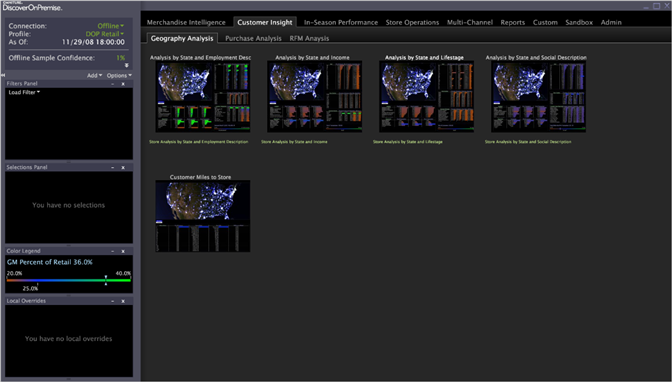 DiscoverOnPremise.
Connection: Offline
Profile: DOP Retail
As Of: 11/29/08 18:00:00
Offline Sample Confidence: 1%
Add Options
Filters Panel
Load Filter
Selections Panel
You have no selections
Color Legend
GM Percent of Retail 36.0%
20.0% 40.0%
25.0%
Local Overrides
You have no local overrides
Merchandise Intelligence Customer Insight In-Season Performance Store Operations Multi-Channel Reports Custom Sandbox Admin
Geography Analysis Purchase Analysis RFM Anaysis
Analysis by State and Employment Desc
Store Analysis by State and Employment Description
Analysis by State and Income
Store Analysis by State and Income
Analysis by State and Lifestage
Store Analysis by State and Lifestage
Analysis by State and Social Description
Store Analysis by State and Social Description
Customer Miles to Store